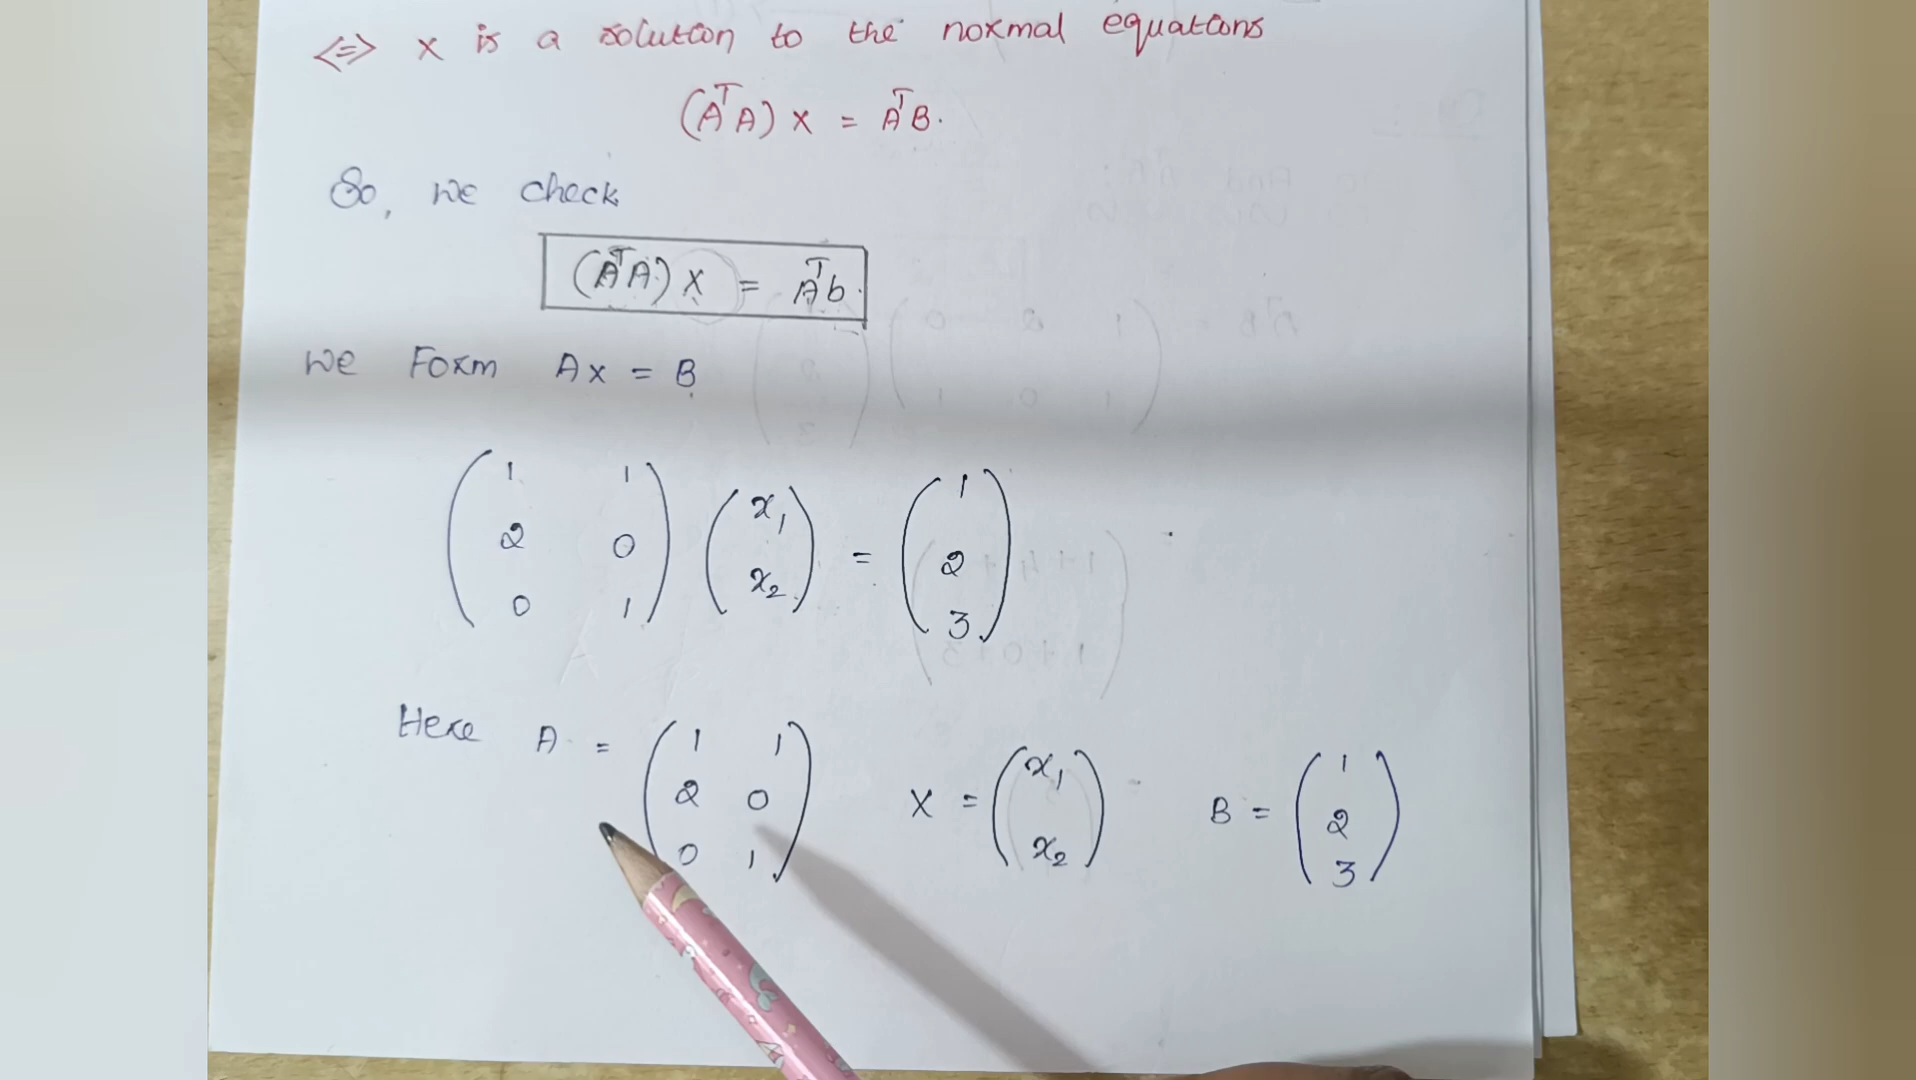 <=> x is a solution to the normal equations
(AᵀA) x = AᵀB.
So, we check
(AᵀA) x = Aᵀb.
We Form Ax = B
( 1 1 ; 2 0 ; 0 1 ) ( x₁ ; x₂ ) = ( 1 ; 2 ; 3 )
Here A = ( 1 1 ; 2 0 ; 0 1 ) X = ( x₁ ; x₂ ) B = ( 1 ; 2 ; 3 )